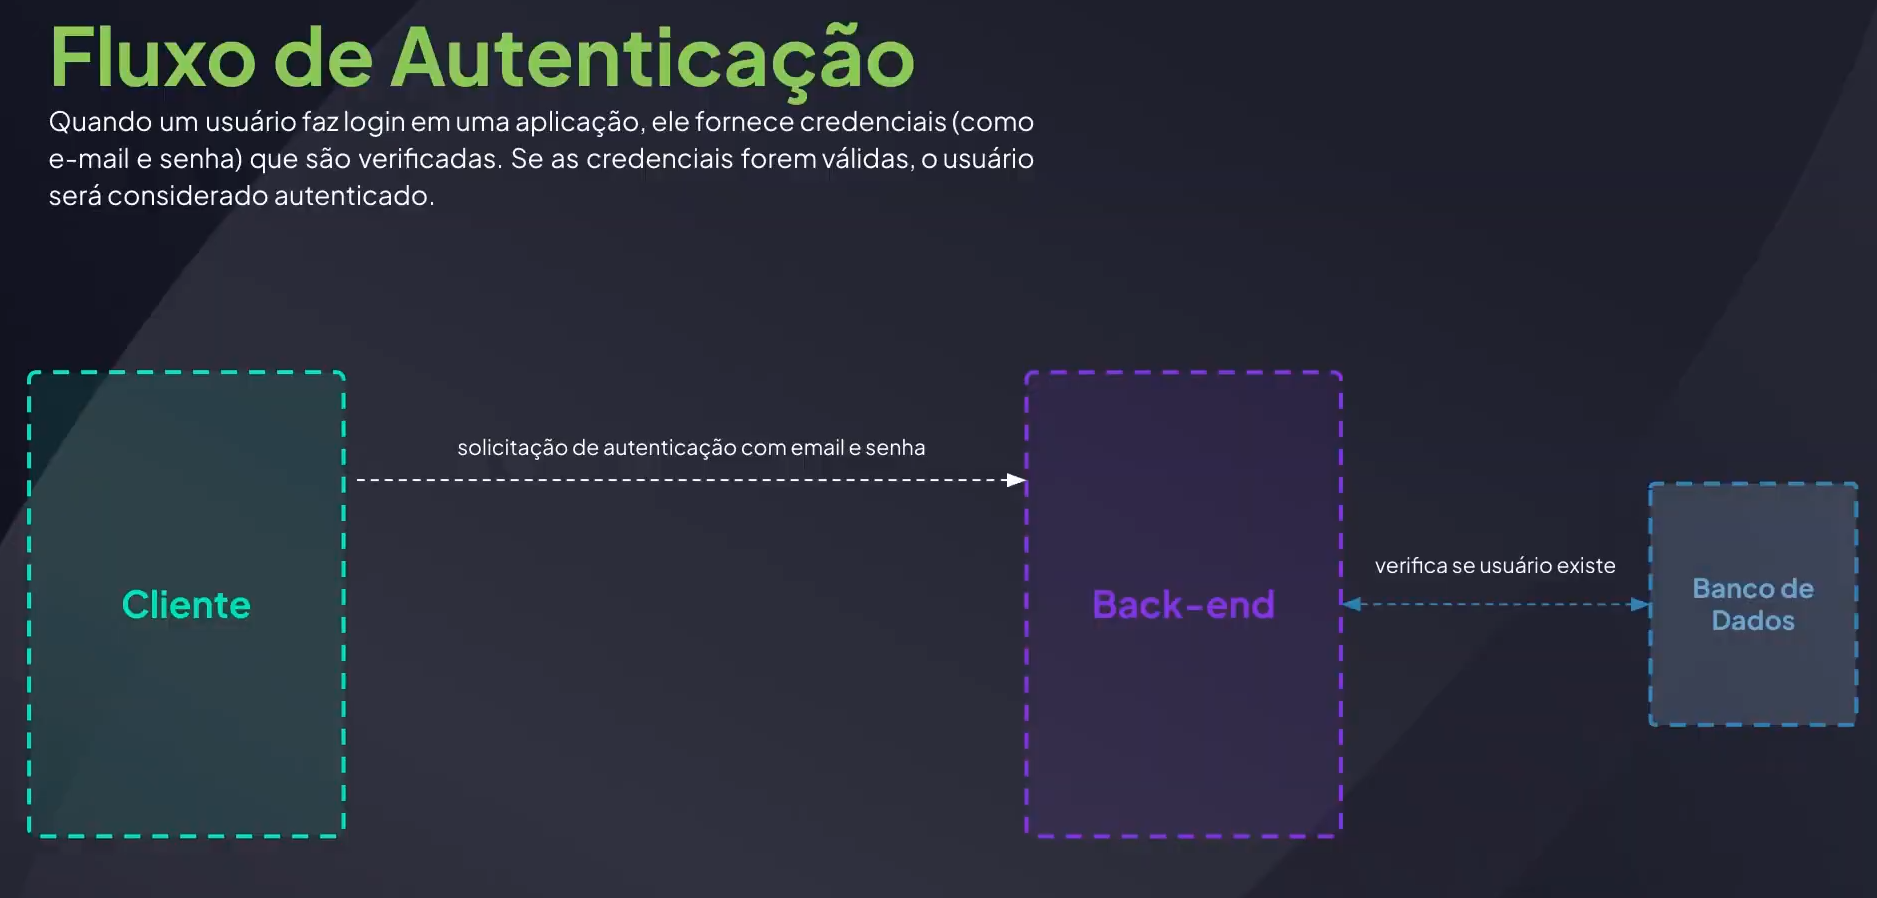 Fluxo de Autenticação
Quando um usuário faz login em uma aplicação, ele fornece credenciais (como
e-mail e senha) que são verificadas. Se as credenciais forem válidas, o usuário
será considerado autenticado.
solicitação de autenticação com email e senha
verifica se usuário existe
Cliente
Back-end
Banco de
Dados